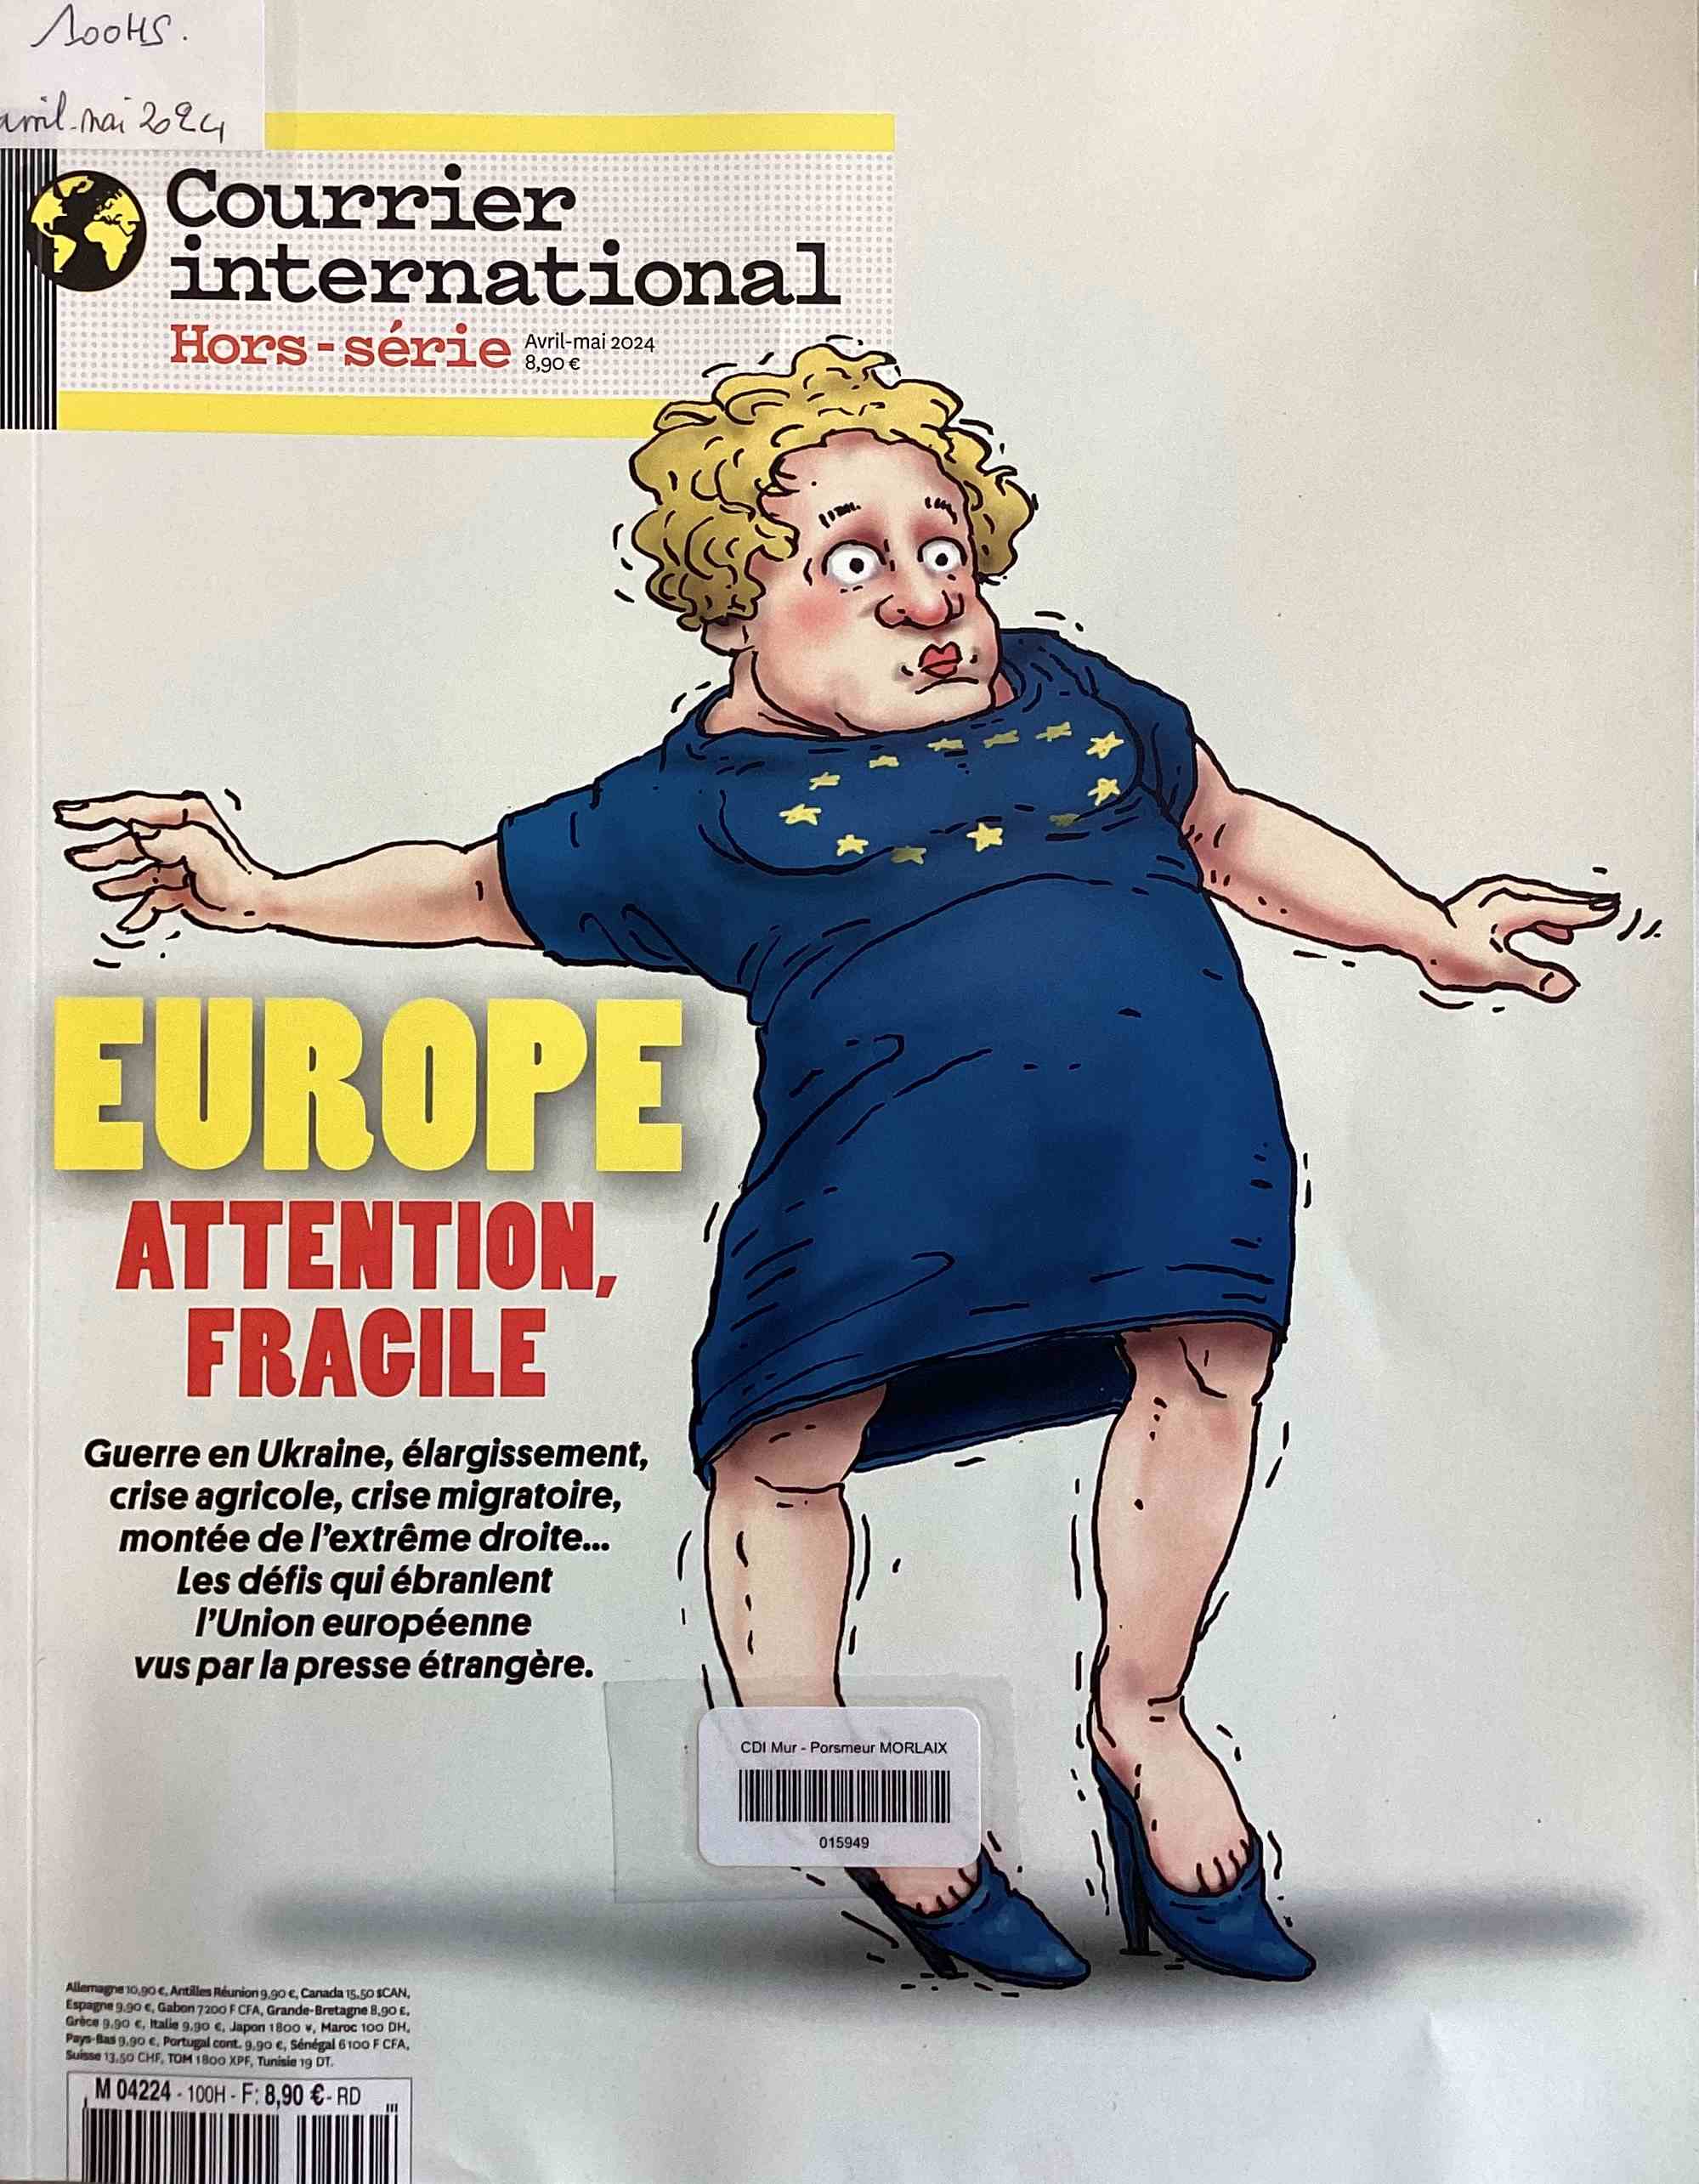 100HS.
avril-mai 2024
Courrier
international
Hors-série
Avril-mai 2024
8,90 €
EUROPE
ATTENTION,
FRAGILE
Guerre en Ukraine, élargissement,
crise agricole, crise migratoire,
montée de l'extrême droite...
Les défis qui ébranlent
l'Union européenne
vus par la presse étrangère.
CDI Mur - Porsmeur MORLAIX
015949
Allemagne 10,90 €, Antilles Réunion 9,90 €, Canada 15,50 $CAN,
Espagne 9,90 €, Gabon 7200 F CFA, Grande-Bretagne 8,90 £,
Grèce 9,90 €, Italie 9,90 €, Japon 1800 ¥, Maroc 100 DH,
Pays-Bas 9,90 €, Portugal cont. 9,90 €, Sénégal 6100 F CFA,
Suisse 13,50 CHF, TOM 1800 XPF, Tunisie 19 DT.
M 04224 - 100H - F: 8,90 € - RD